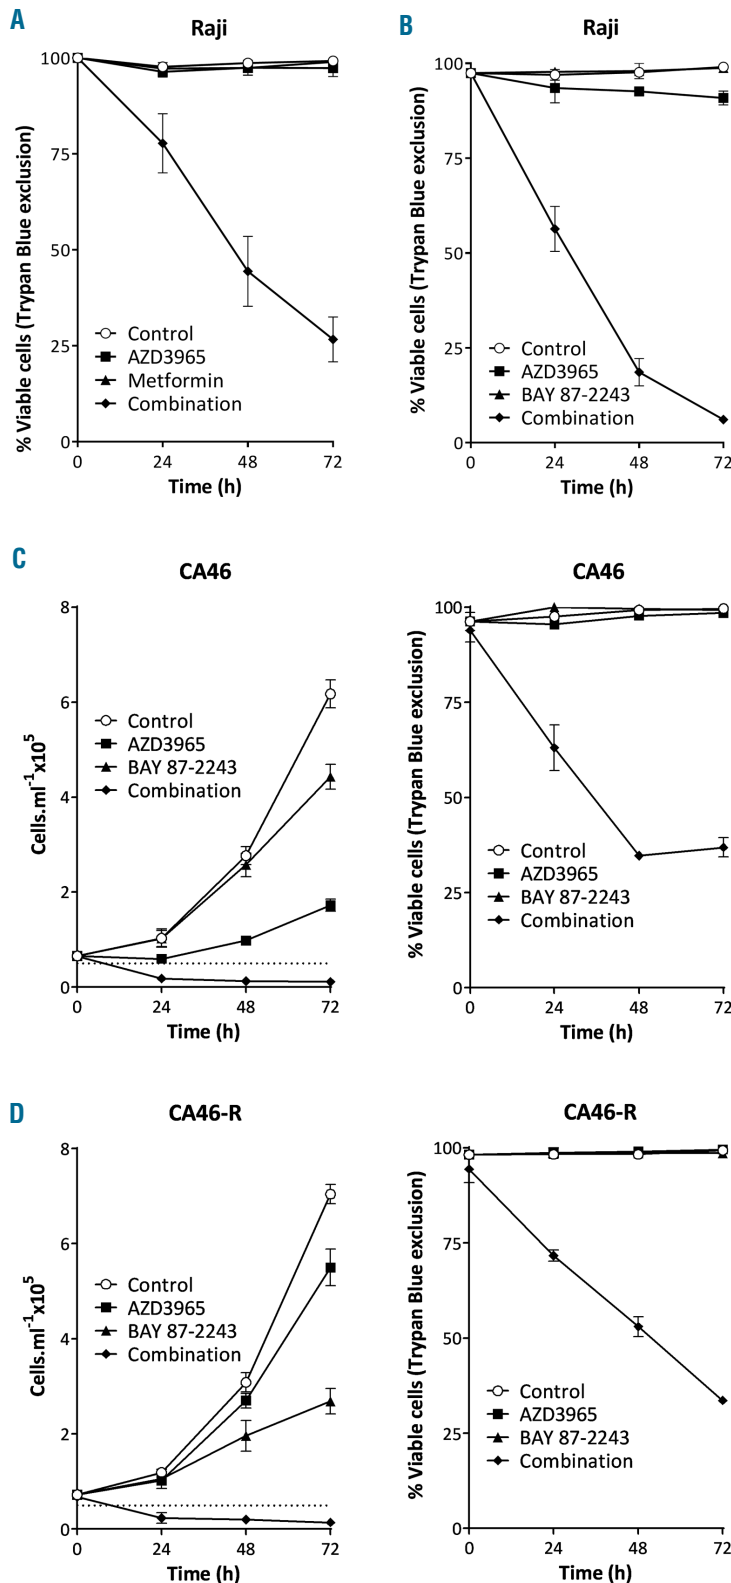 A
Raji
% Viable cells (Trypan Blue exclusion)
100
75
50
25
0
Control
AZD3965
Metformin
Combination
0 24 48 72
Time (h)
B
Raji
% Viable cells (Trypan Blue exclusion)
100
75
50
25
0
Control
AZD3965
BAY 87-2243
Combination
0 24 48 72
Time (h)
C
CA46
Cells.ml⁻¹x10⁵
8
6
4
2
0
Control
AZD3965
BAY 87-2243
Combination
0 24 48 72
Time (h)
CA46
% Viable cells (Trypan Blue exclusion)
100
75
50
25
0
Control
AZD3965
BAY 87-2243
Combination
0 24 48 72
Time (h)
D
CA46-R
Cells.ml⁻¹x10⁵
8
6
4
2
0
Control
AZD3965
BAY 87-2243
Combination
0 24 48 72
Time (h)
CA46-R
% Viable cells (Trypan Blue exclusion)
100
75
50
25
0
Control
AZD3965
BAY 87-2243
Combination
0 24 48 72
Time (h)